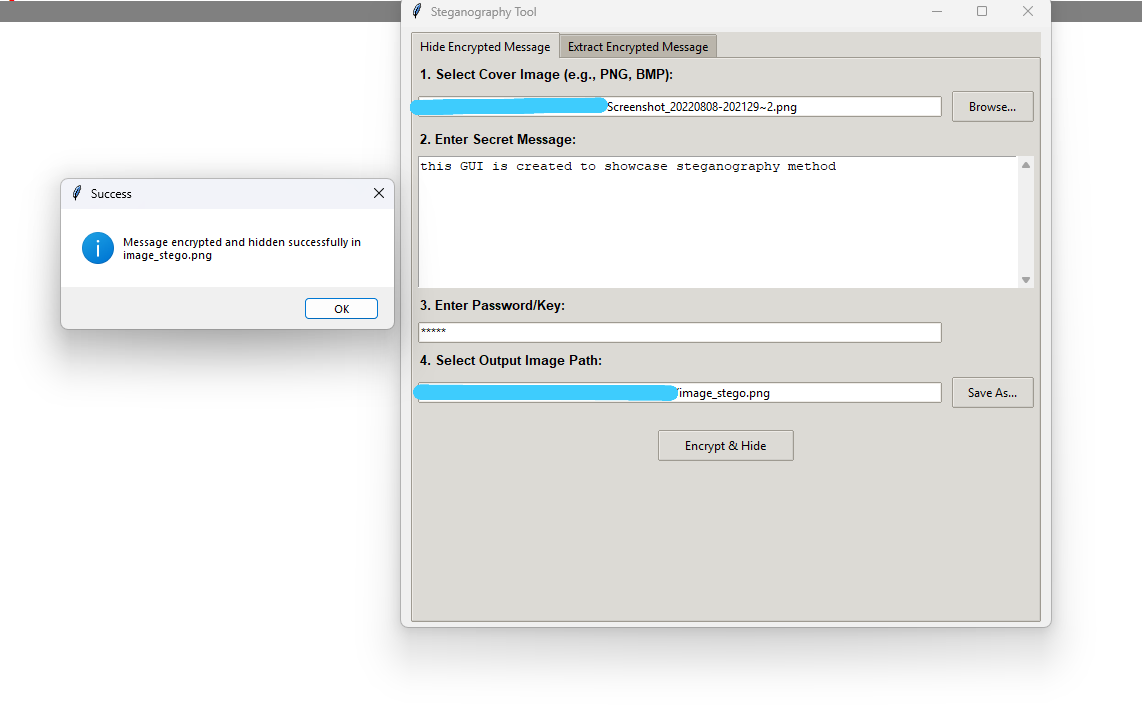 Steganography Tool
Hide Encrypted Message
Extract Encrypted Message
1. Select Cover Image (e.g., PNG, BMP):
Screenshot_20220808-202129~2.png
Browse...
2. Enter Secret Message:
this GUI is created to showcase steganography method
3. Enter Password/Key:
*****
4. Select Output Image Path:
/image_stego.png
Save As...
Encrypt & Hide
Success
Message encrypted and hidden successfully in
image_stego.png
OK